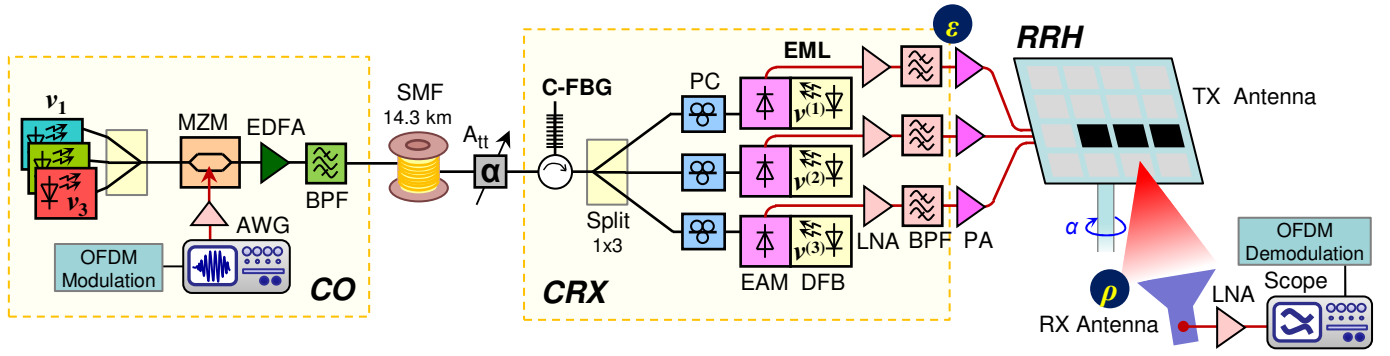 ν1
ν3
MZM
EDFA
BPF
AWG
OFDM
Modulation
CO
SMF
14.3 km
Att
α
C-FBG
Split
1x3
PC
EML
ν(1)
ν(2)
ν(3)
EAM
DFB
LNA
BPF
PA
CRX
ε
RRH
TX Antenna
α
ρ
RX Antenna
LNA
OFDM
Demodulation
Scope